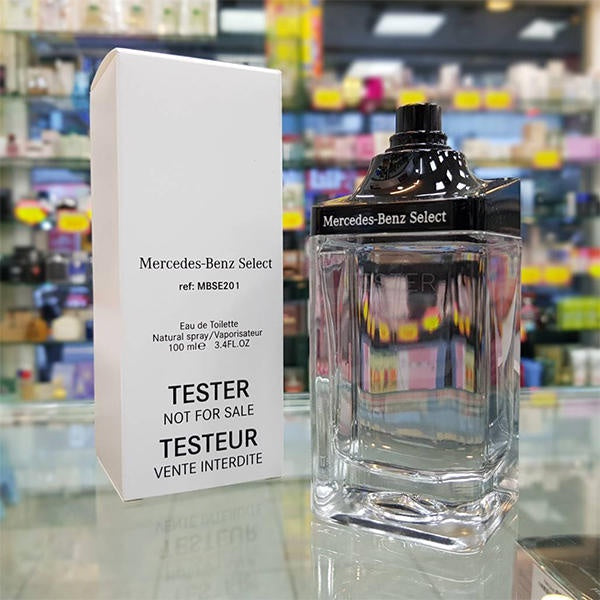 Mercedes-Benz Select
ref: MBSE201
Eau de Toilette
Natural spray/Vaporisateur
100 ml℮ 3.4FL.OZ
TESTER
NOT FOR SALE
TESTEUR
VENTE INTERDITE
Mercedes-Benz Select
TESTER